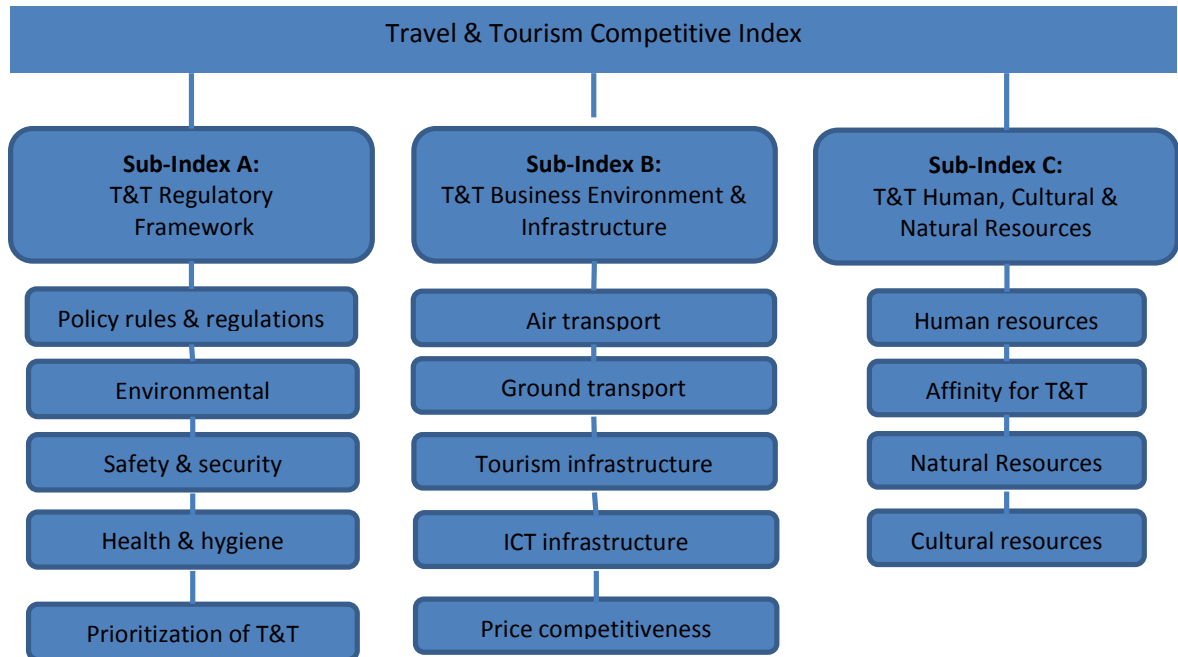 Travel & Tourism Competitive Index
Sub-Index A:
T&T Regulatory
Framework
Policy rules & regulations
Environmental
Safety & security
Health & hygiene
Prioritization of T&T
Sub-Index B:
T&T Business Environment &
Infrastructure
Air transport
Ground transport
Tourism infrastructure
ICT infrastructure
Price competitiveness
Sub-Index C:
T&T Human, Cultural &
Natural Resources
Human resources
Affinity for T&T
Natural Resources
Cultural resources